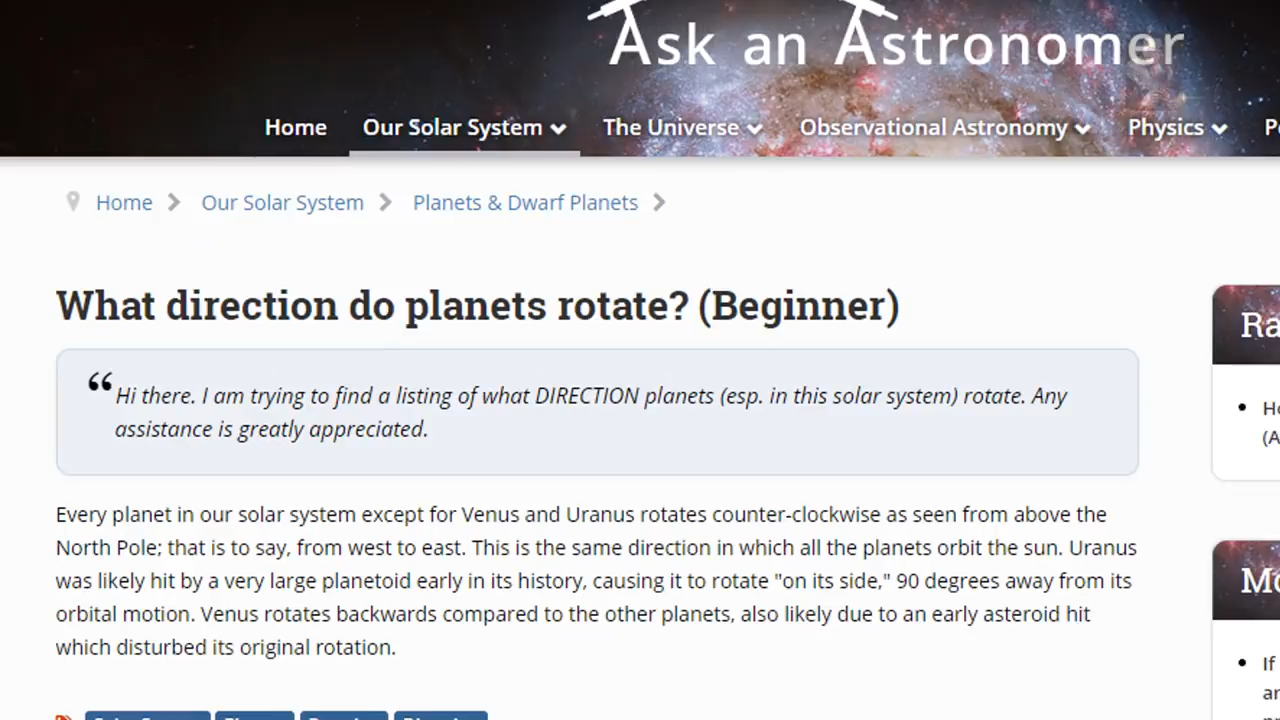 Ask an Astronomer
Home Our Solar System The Universe Observational Astronomy Physics
Home Our Solar System Planets & Dwarf Planets
What direction do planets rotate? (Beginner)
“ Hi there. I am trying to find a listing of what DIRECTION planets (esp. in this solar system) rotate. Any
assistance is greatly appreciated.
Every planet in our solar system except for Venus and Uranus rotates counter-clockwise as seen from above the
North Pole; that is to say, from west to east. This is the same direction in which all the planets orbit the sun. Uranus
was likely hit by a very large planetoid early in its history, causing it to rotate "on its side," 90 degrees away from its
orbital motion. Venus rotates backwards compared to the other planets, also likely due to an early asteroid hit
which disturbed its original rotation.
If